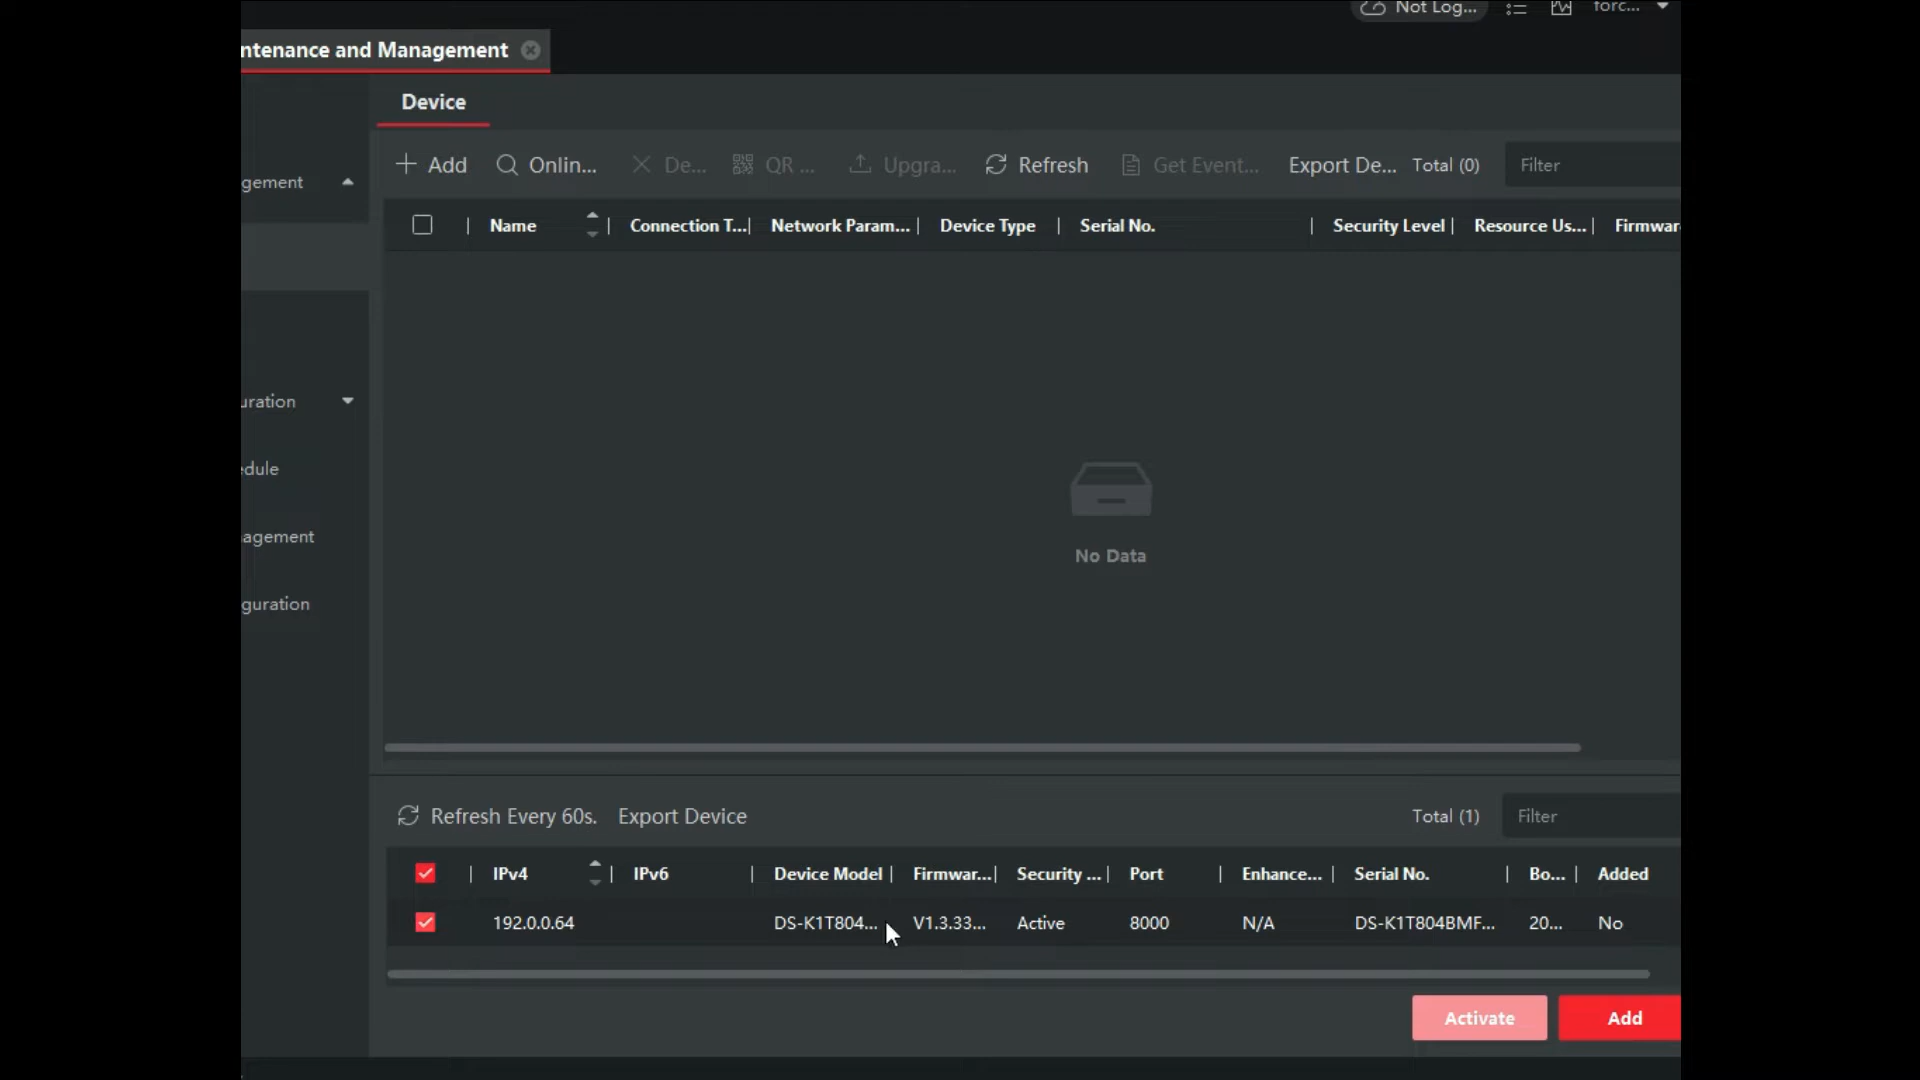 Not Log...
forc...
ntenance and Management
Device
Add Onlin... De... QR ... Upgra... Refresh Get Event... Export De... Total (0) Filter
gement
Name Connection T... Network Param... Device Type Serial No. Security Level Resource Us... Firmwar
uration
edule
agement
guration
No Data
Refresh Every 60s. Export Device Total (1) Filter
IPv4 IPv6 Device Model Firmwar... Security ... Port Enhance... Serial No. Bo... Added
192.0.0.64 DS-K1T804... V1.3.33... Active 8000 N/A DS-K1T804BMF... 20... No
Activate Add